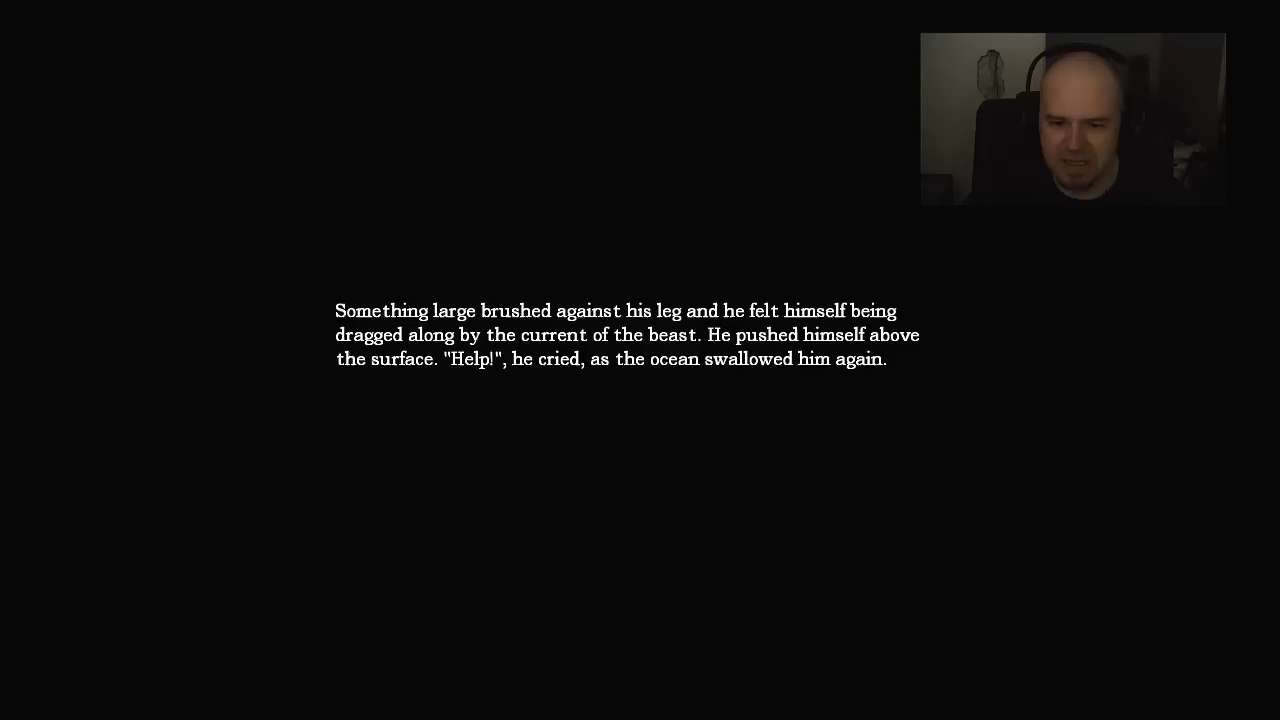 Something large brushed against his leg and he felt himself being
dragged along by the current of the beast. He pushed himself above
the surface. "Help!", he cried, as the ocean swallowed him again.